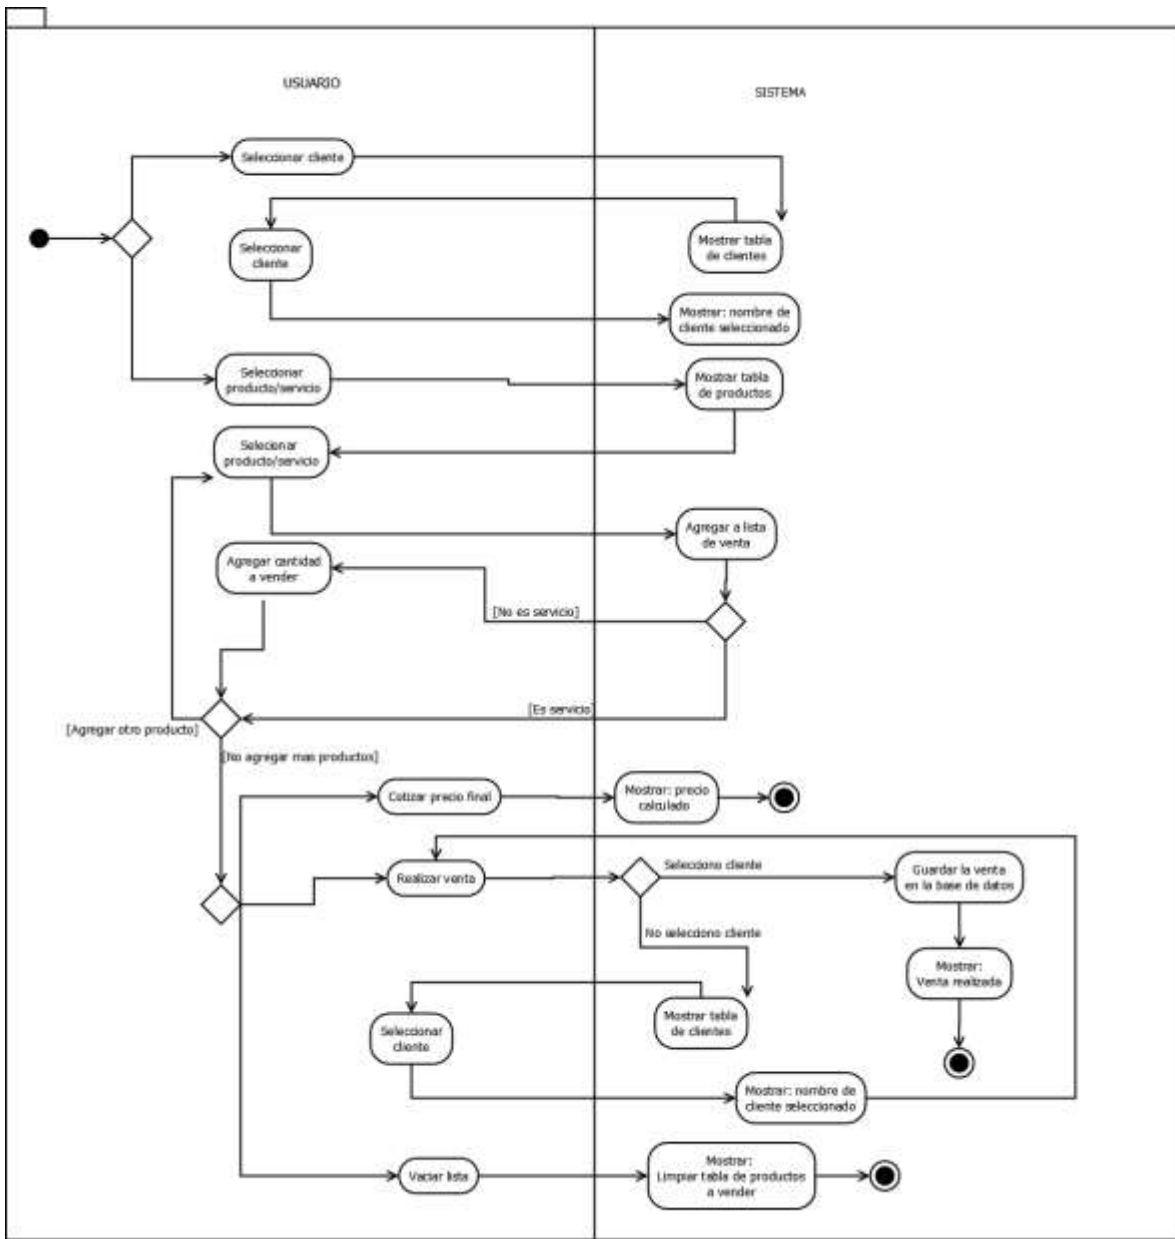 USUARIO
SISTEMA
Seleccionar cliente
Seleccionar
cliente
Mostrar tabla
de clientes
Mostrar: nombre de
cliente seleccionado
Seleccionar
producto/servicio
Mostrar tabla
de productos
Selecionar
producto/servicio
Agregar a lista
de venta
Agregar cantidad
a vender
[No es servicio]
[Es servicio]
[Agregar otro producto]
[No agregar mas productos]
Cotizar precio final
Mostrar: precio
calculado
Realizar venta
Selecciono cliente
Guardar la venta
en la base de datos
No selecciono cliente
Mostrar:
Venta realizada
Seleccionar
cliente
Mostrar tabla
de clientes
Mostrar: nombre de
cliente seleccionado
Vaciar lista
Mostrar:
Limpiar tabla de productos
a vender